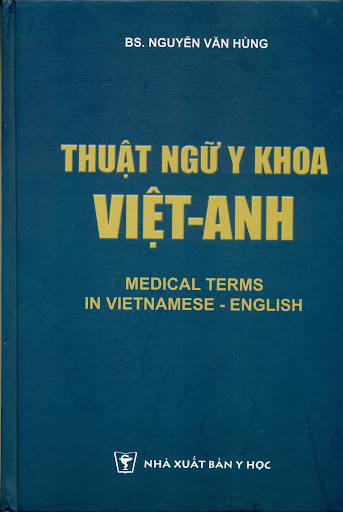 BS. NGUYỄN VĂN HÙNG
THUẬT NGỮ Y KHOA
VIỆT-ANH
MEDICAL TERMS
IN VIETNAMESE - ENGLISH
NHÀ XUẤT BẢN Y HỌC